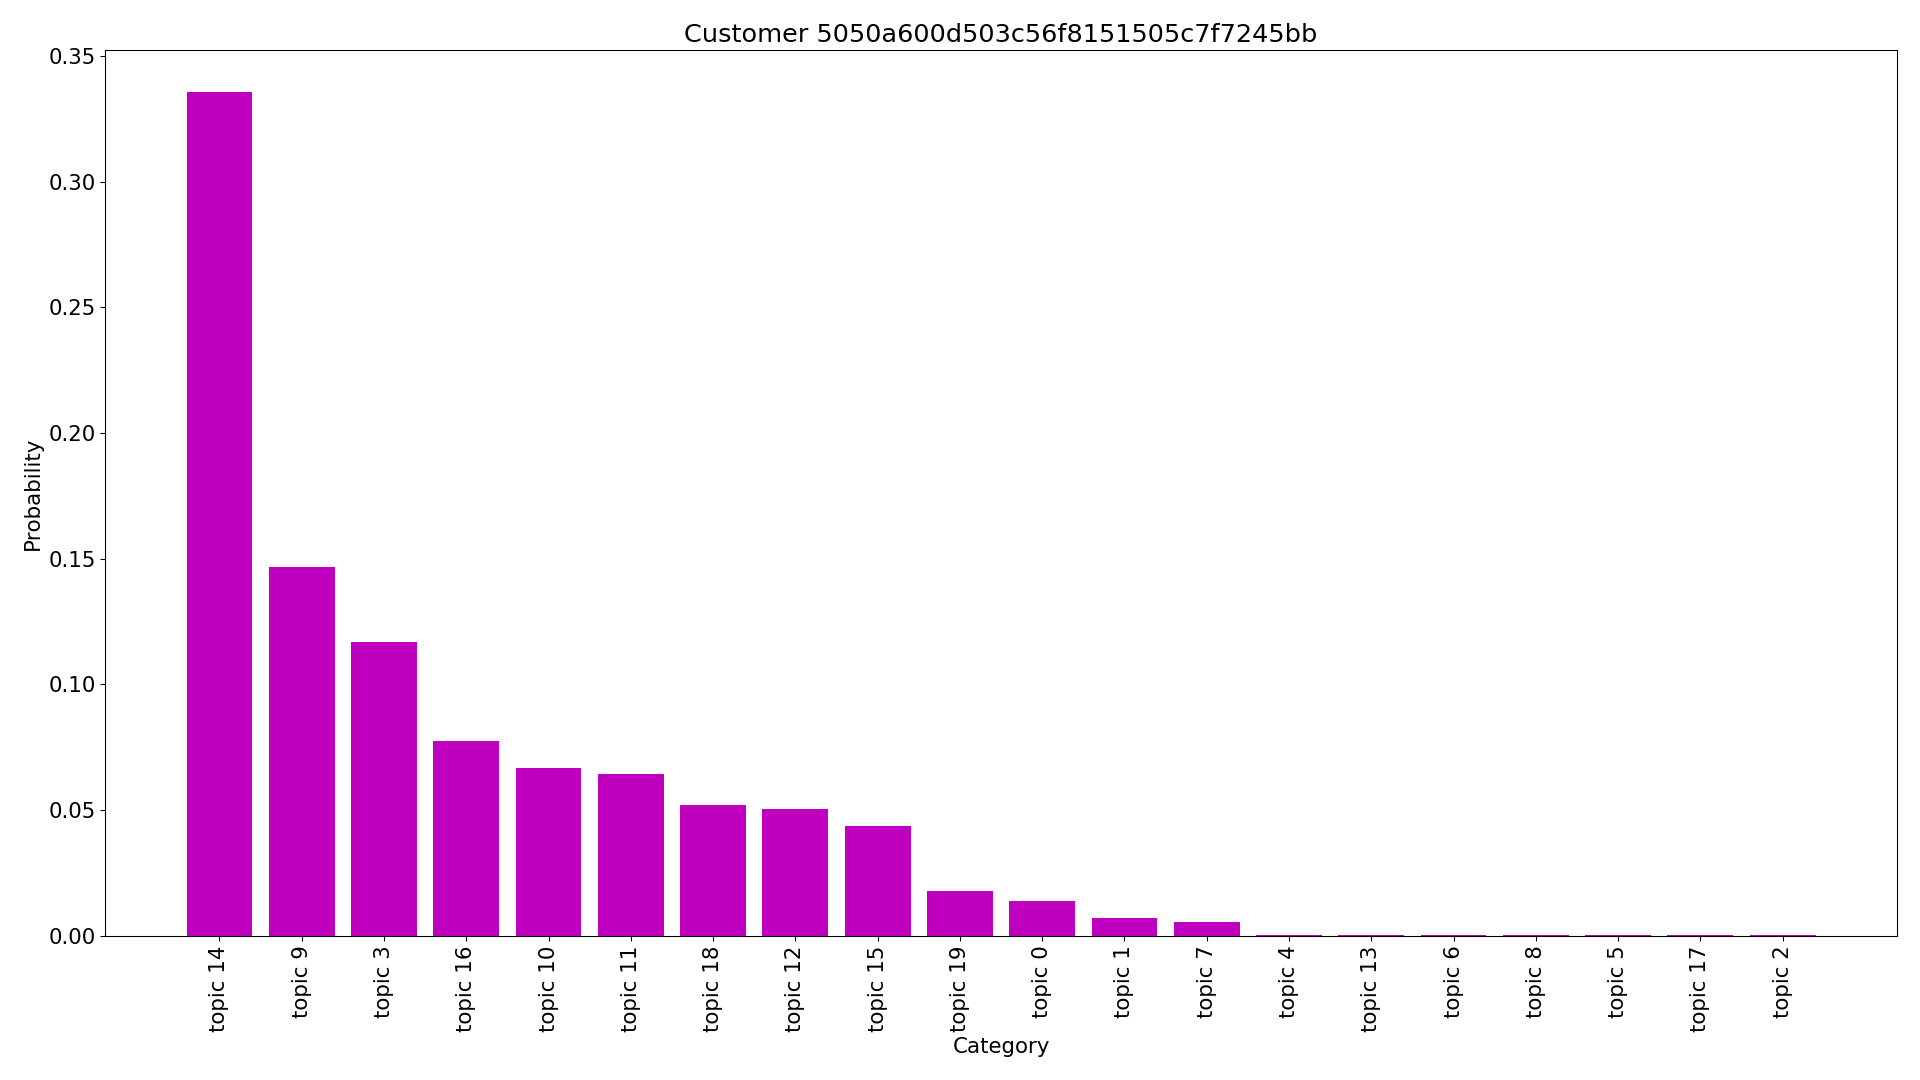 Customer 5050a600d503c56f8151505c7f7245bb
Probability
0.35
0.30
0.25
0.20
0.15
0.10
0.05
0.00
topic 14
topic 9
topic 3
topic 16
topic 10
topic 11
topic 18
topic 12
topic 15
topic 19
topic 0
topic 1
topic 7
topic 4
topic 13
topic 6
topic 8
topic 5
topic 17
topic 2
Category